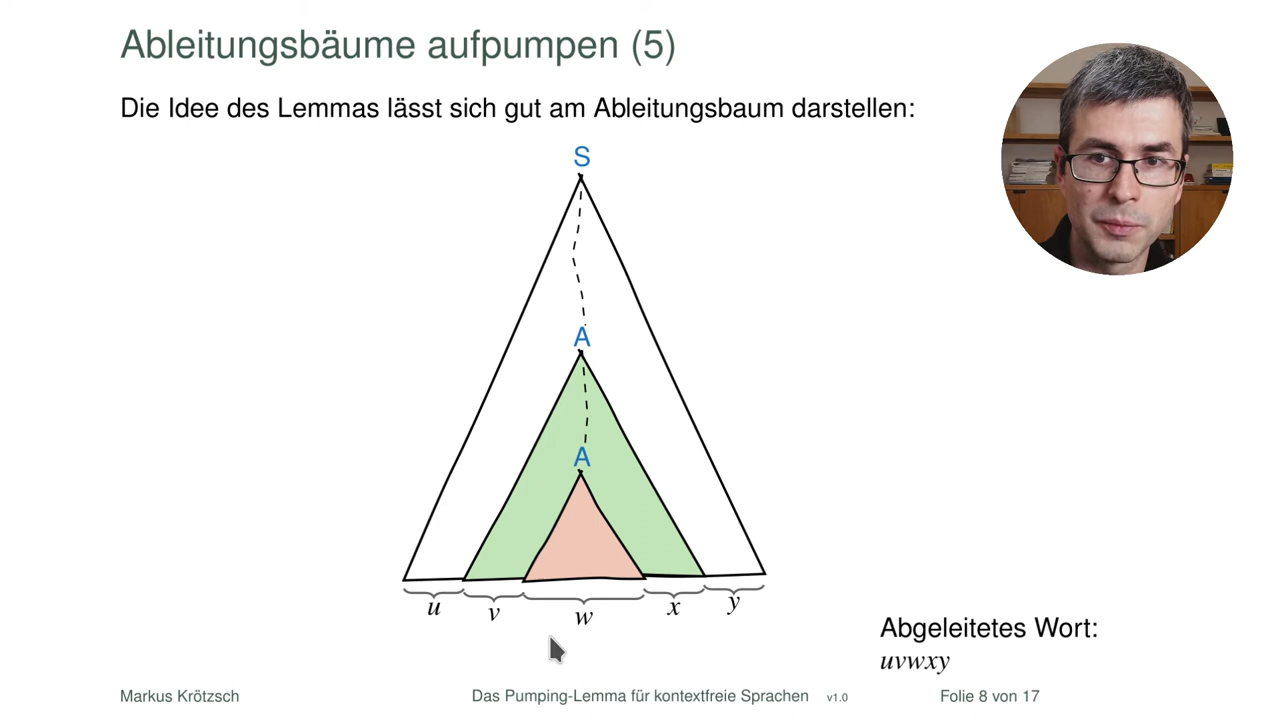 Ableitungsbäume aufpumpen (5)
Die Idee des Lemmas lässt sich gut am Ableitungsbaum darstellen:
S
A
A
u v w x y
Abgeleitetes Wort:
uvwxy
Markus Krötzsch Das Pumping-Lemma für kontextfreie Sprachen v1.0 Folie 8 von 17